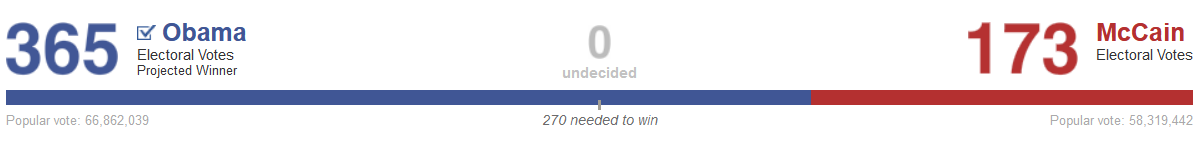 365
Obama
Electoral Votes
Projected Winner
0
undecided
173
McCain
Electoral Votes
Popular vote: 66,862,039
270 needed to win
Popular vote: 58,319,442